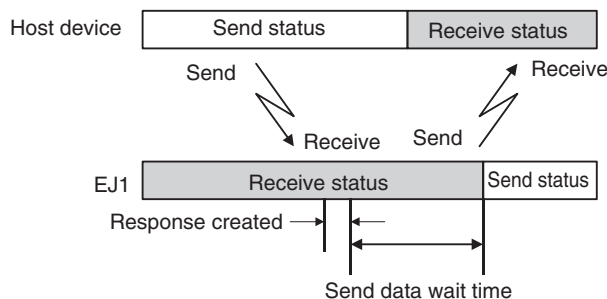 Host device
Send status
Receive status
Send
Receive
Receive
Send
EJ1
Receive status
Send status
Response created
Send data wait time